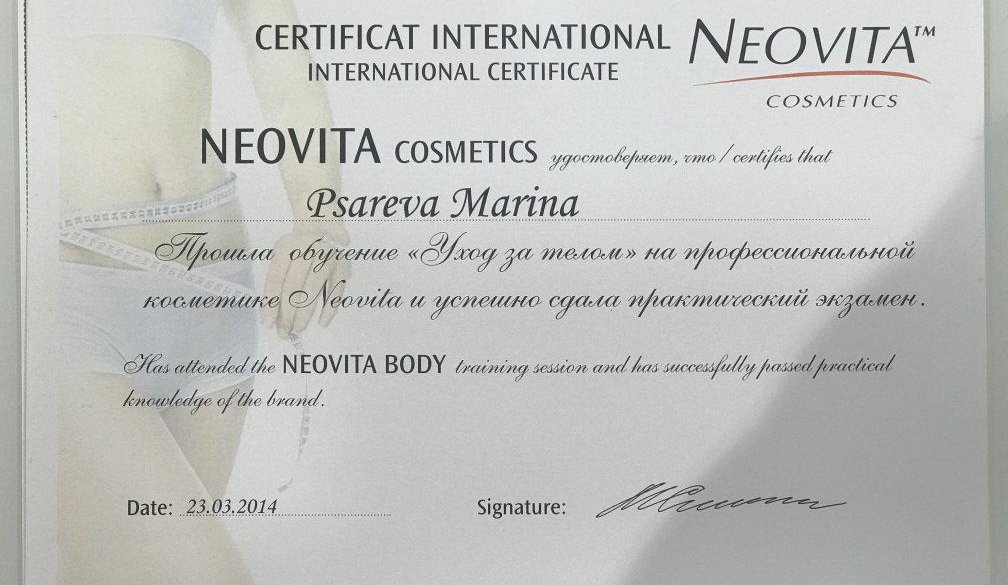 CERTIFICAT INTERNATIONAL
INTERNATIONAL CERTIFICATE
NEOVITA™
COSMETICS
NEOVITA COSMETICS удостоверяет, что / certifies that
Psareva Marina
Прошла обучение «Уход за телом» на профессиональной
косметике Neovita и успешно сдала практический экзамен.
Has attended the NEOVITA BODY training session and has successfully passed practical
knowledge of the brand.
Date: 23.03.2014
Signature: